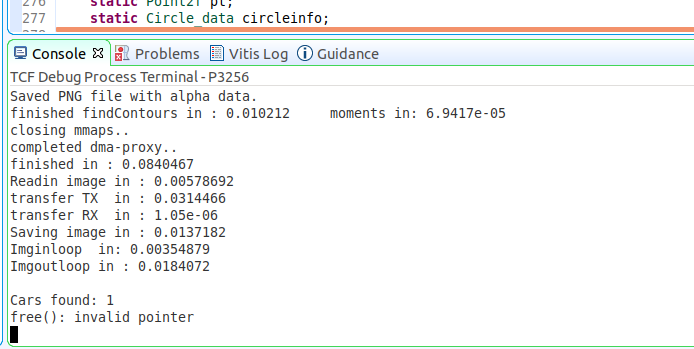 276 static Point2f pt;
277 static Circle_data circleinfo;
Console Problems Vitis Log Guidance
TCF Debug Process Terminal - P3256
Saved PNG file with alpha data.
finished findContours in : 0.010212     moments in: 6.9417e-05
closing mmaps..
completed dma-proxy..
finished in : 0.0840467
Readin image in : 0.00578692
transfer TX  in : 0.0314466
transfer RX  in : 1.05e-06
Saving image in : 0.0137182
Imginloop  in: 0.00354879
Imgoutloop in : 0.0184072

Cars found: 1
free(): invalid pointer